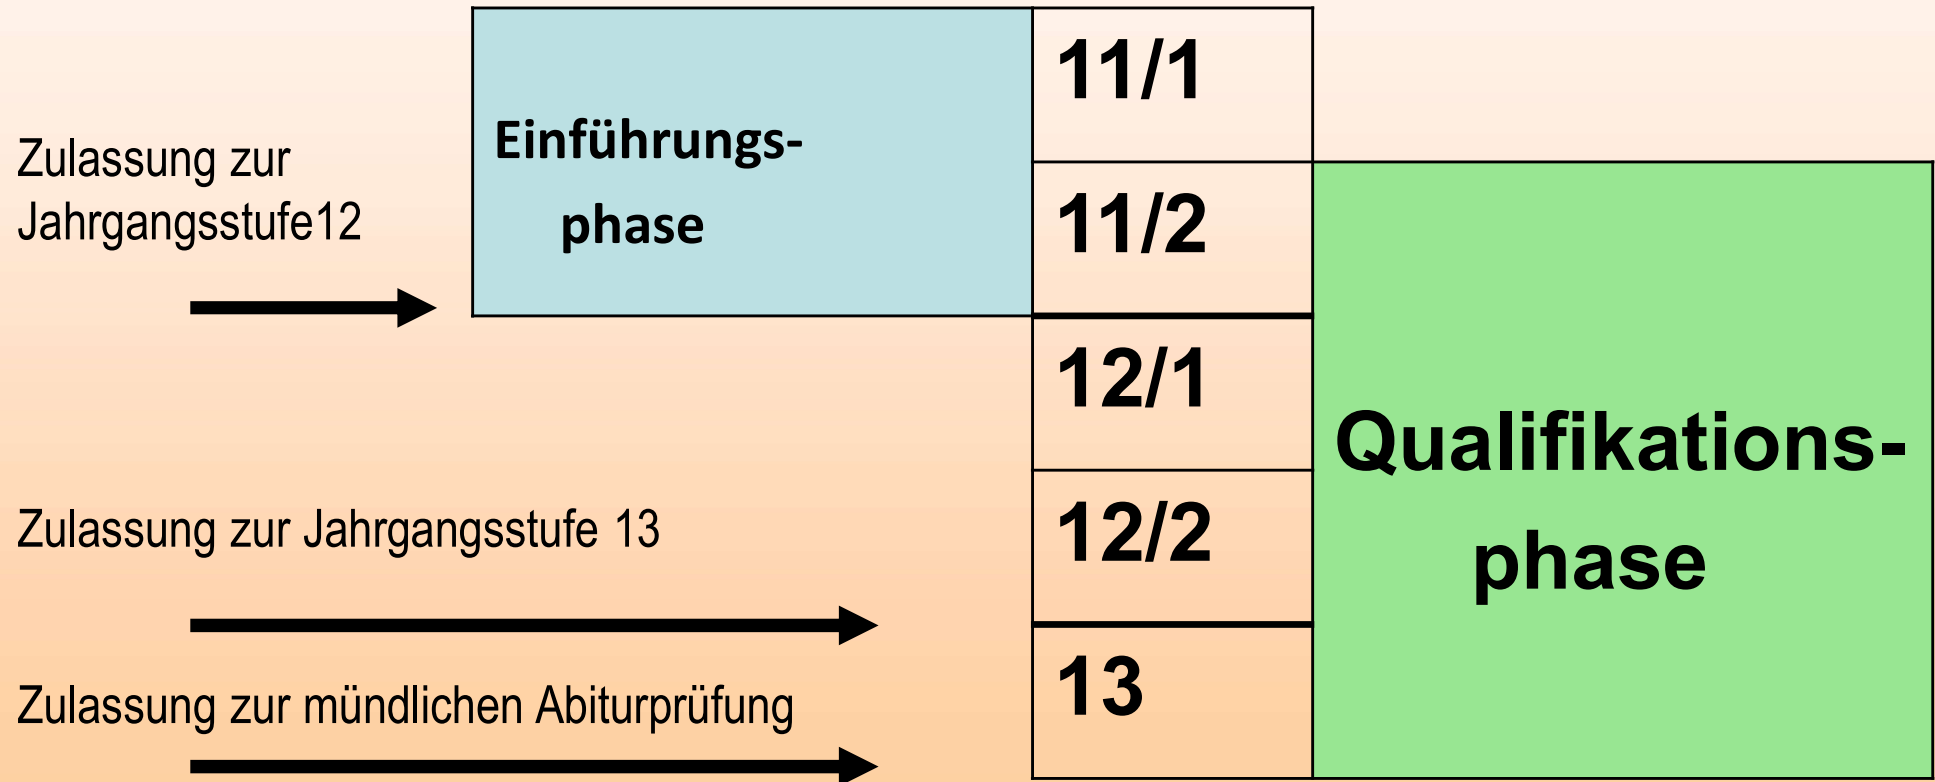 Zulassung zur
Jahrgangsstufe12
Zulassung zur Jahrgangsstufe 13
Zulassung zur mündlichen Abiturprüfung
Einführungs-
phase
11/1
11/2
12/1
12/2
13
Qualifikations-
phase